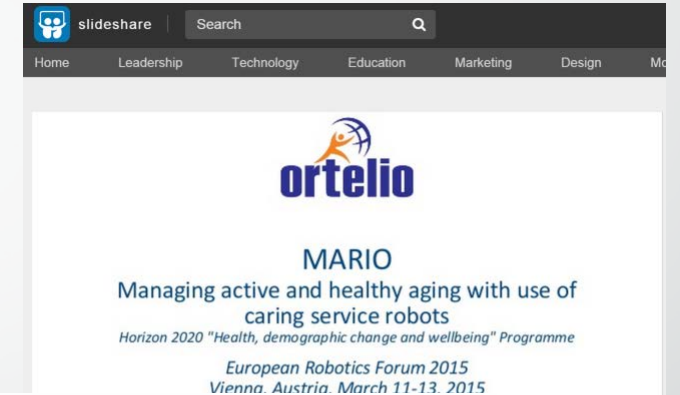 slideshare
Search
Home Leadership Technology Education Marketing Design
ortelio
MARIO
Managing active and healthy aging with use of
caring service robots
Horizon 2020 "Health, demographic change and wellbeing" Programme
European Robotics Forum 2015
Vienna, Austria, March 11-13, 2015